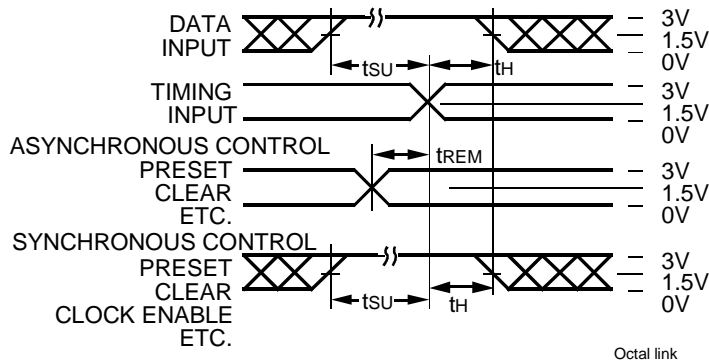 DATA
INPUT
3V
1.5V
0V
tSU
tH
TIMING
INPUT
3V
1.5V
0V
ASYNCHRONOUS CONTROL
PRESET
CLEAR
ETC.
tREM
3V
1.5V
0V
SYNCHRONOUS CONTROL
PRESET
CLEAR
CLOCK ENABLE
ETC.
tSU
tH
3V
1.5V
0V
Octal link